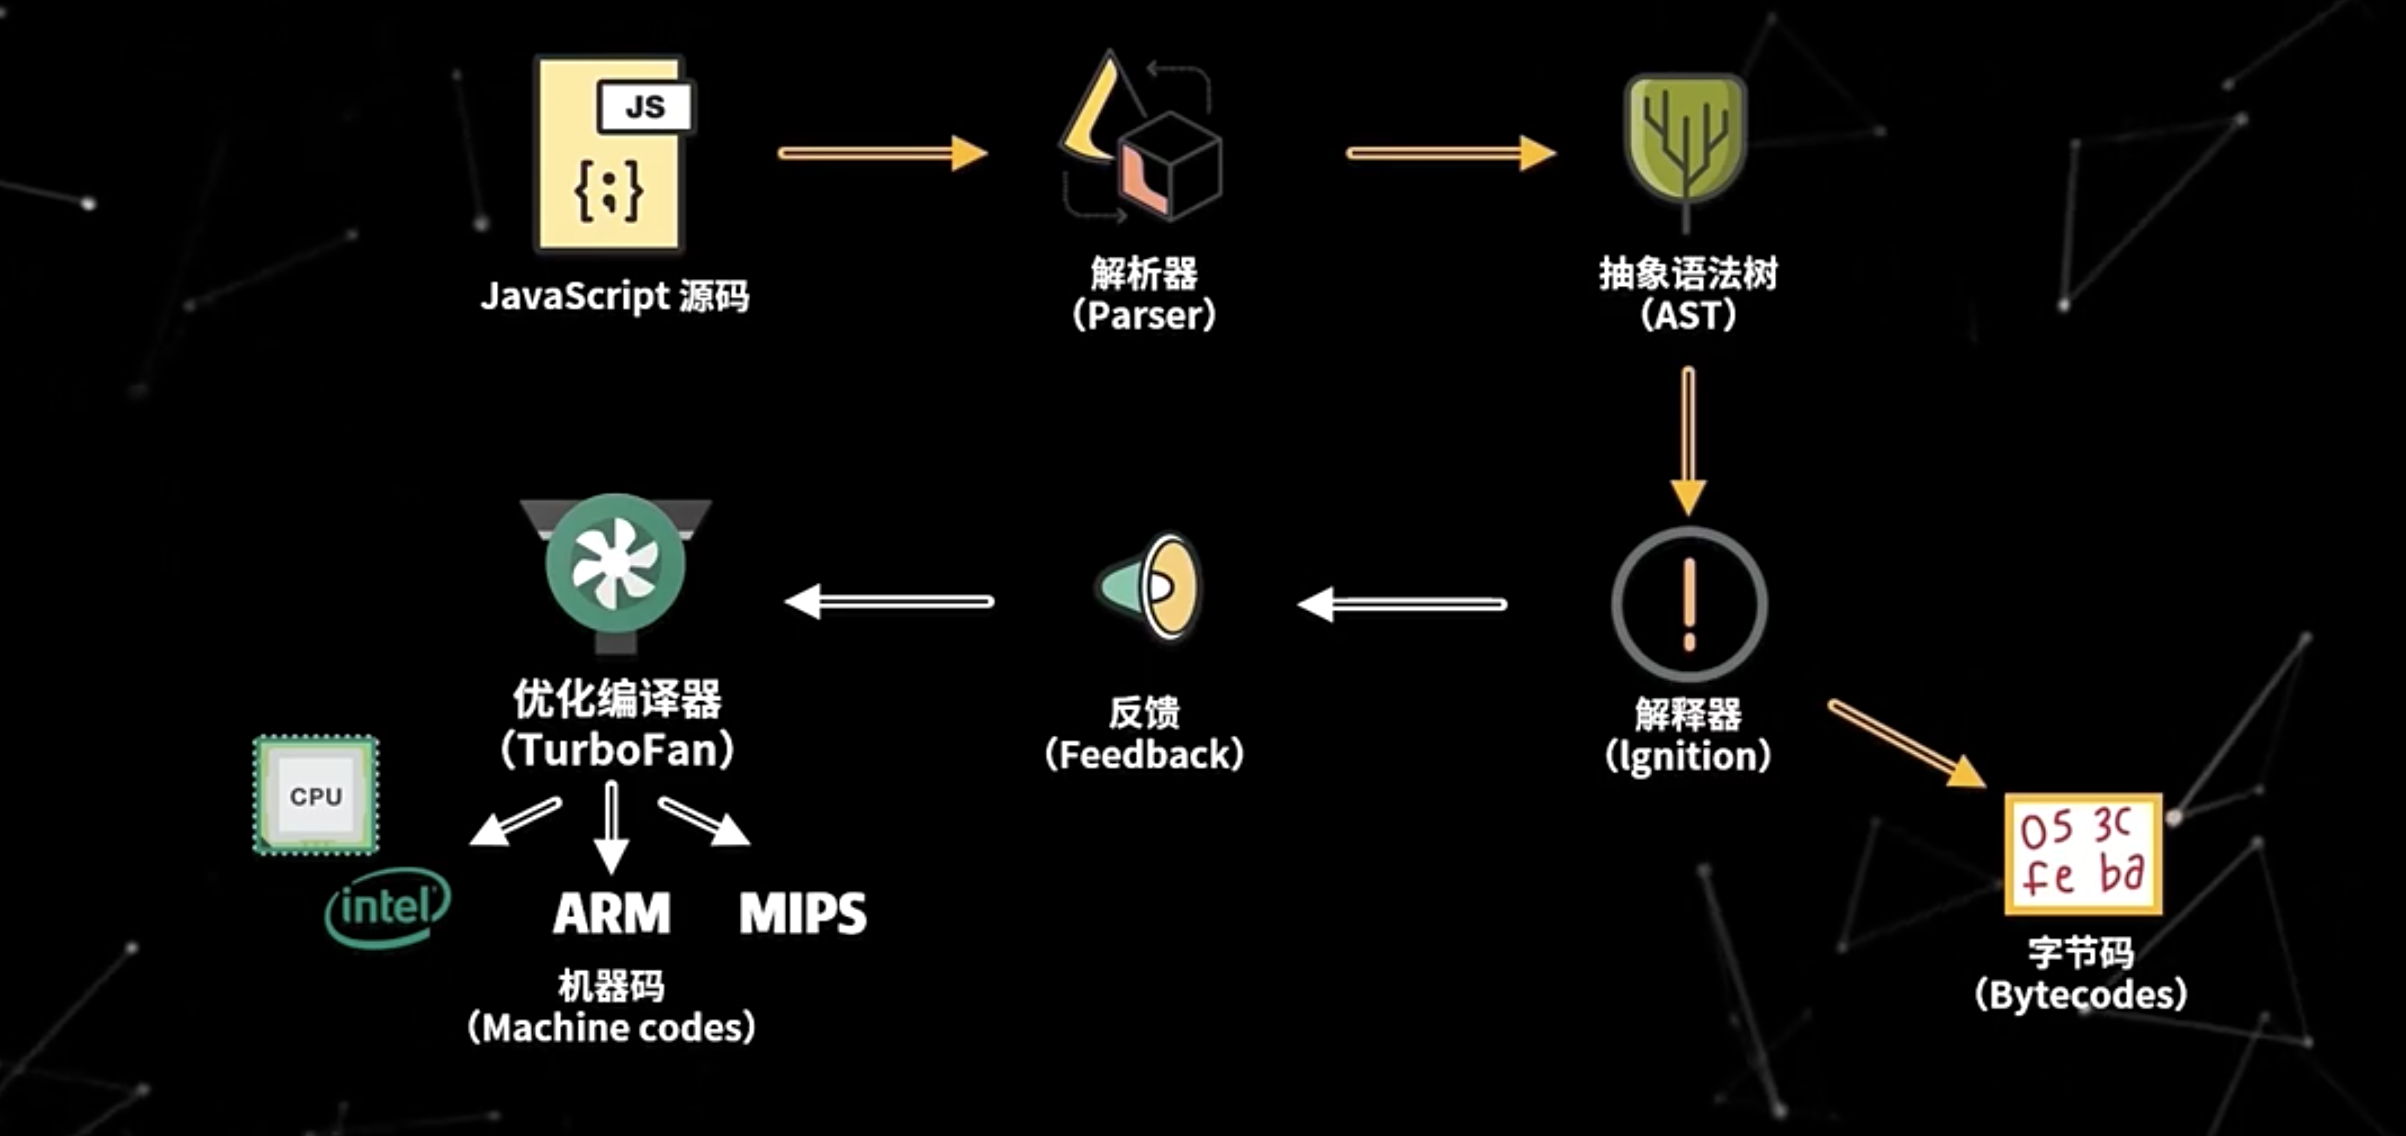 JS
{;}
JavaScript 源码
解析器
(Parser)
抽象语法树
(AST)
优化编译器
(TurboFan)
反馈
(Feedback)
解释器
(lgnition)
CPU
intel
ARM
MIPS
机器码
(Machine codes)
05 3C
fe ba
字节码
(Bytecodes)